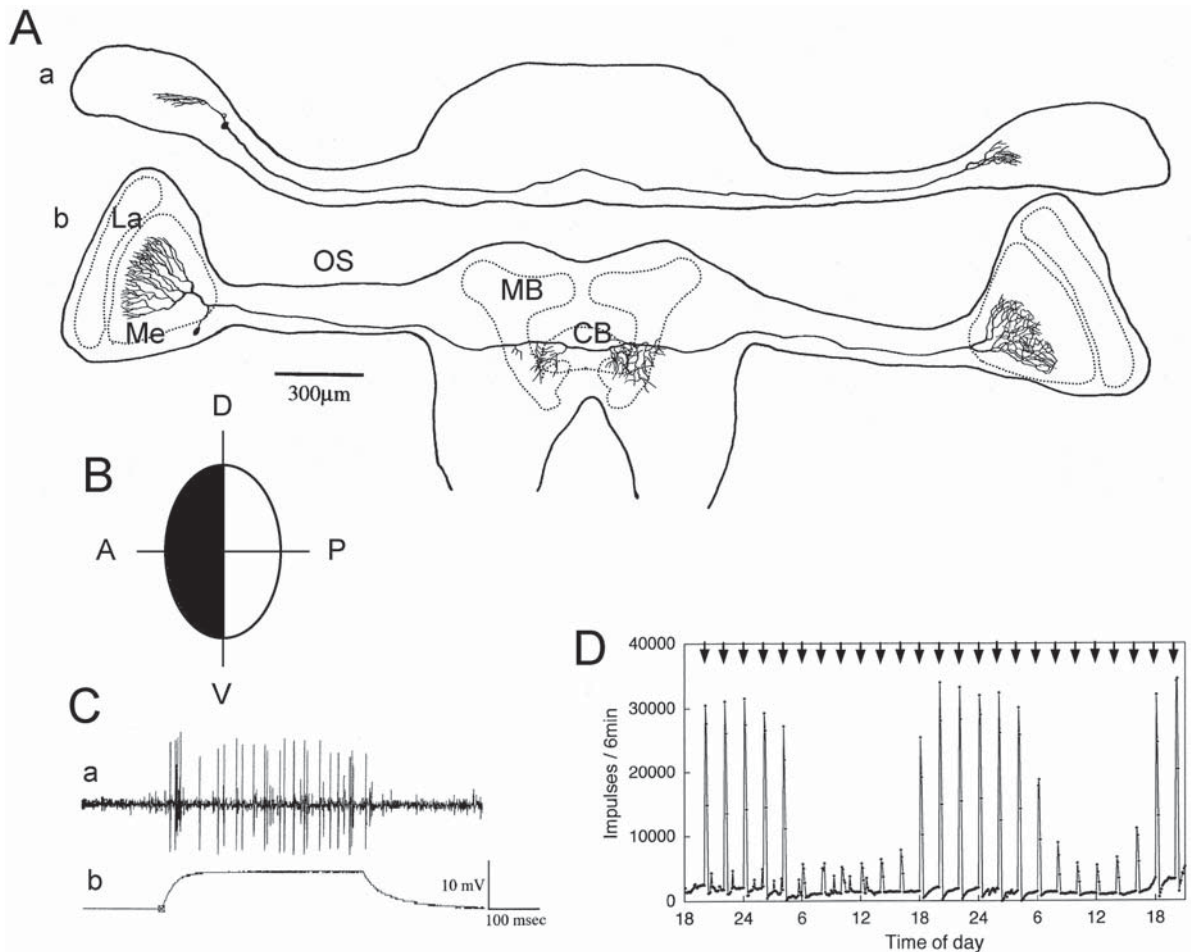 A
a
b
La
OS
MB
Me
CB
300μm
B
D
A
P
V
C
a
b
10 mV
100 msec
D
40000
30000
20000
10000
0
Impulses / 6min
18 24 6 12 18 24 6 12 18
Time of day